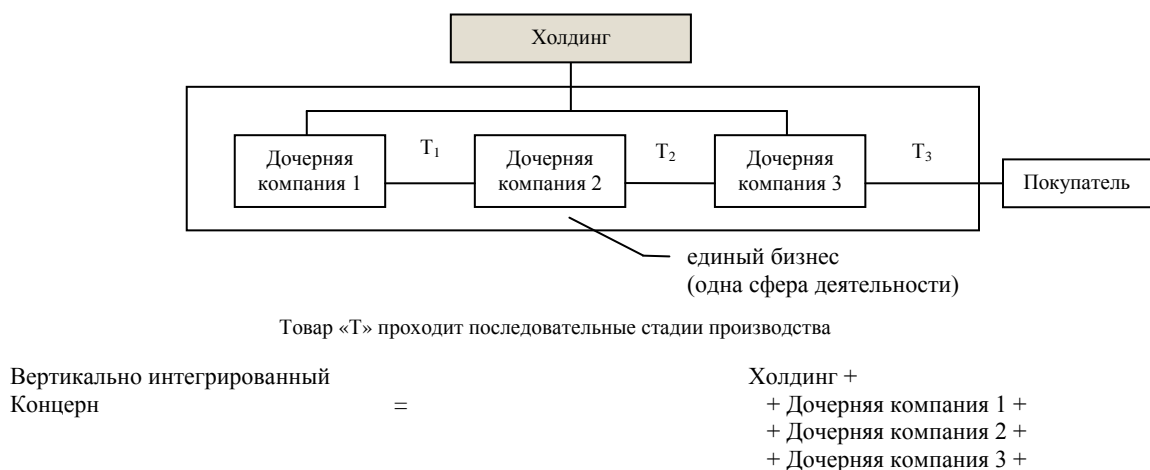 Холдинг
T₁
T₂
T₃
Дочерняя
компания 1
Дочерняя
компания 2
Дочерняя
компания 3
Покупатель
единый бизнес
(одна сфера деятельности)
Товар «Т» проходит последовательные стадии производства
Вертикально интегрированный
Концерн
=
Холдинг +
+ Дочерняя компания 1 +
+ Дочерняя компания 2 +
+ Дочерняя компания 3 +